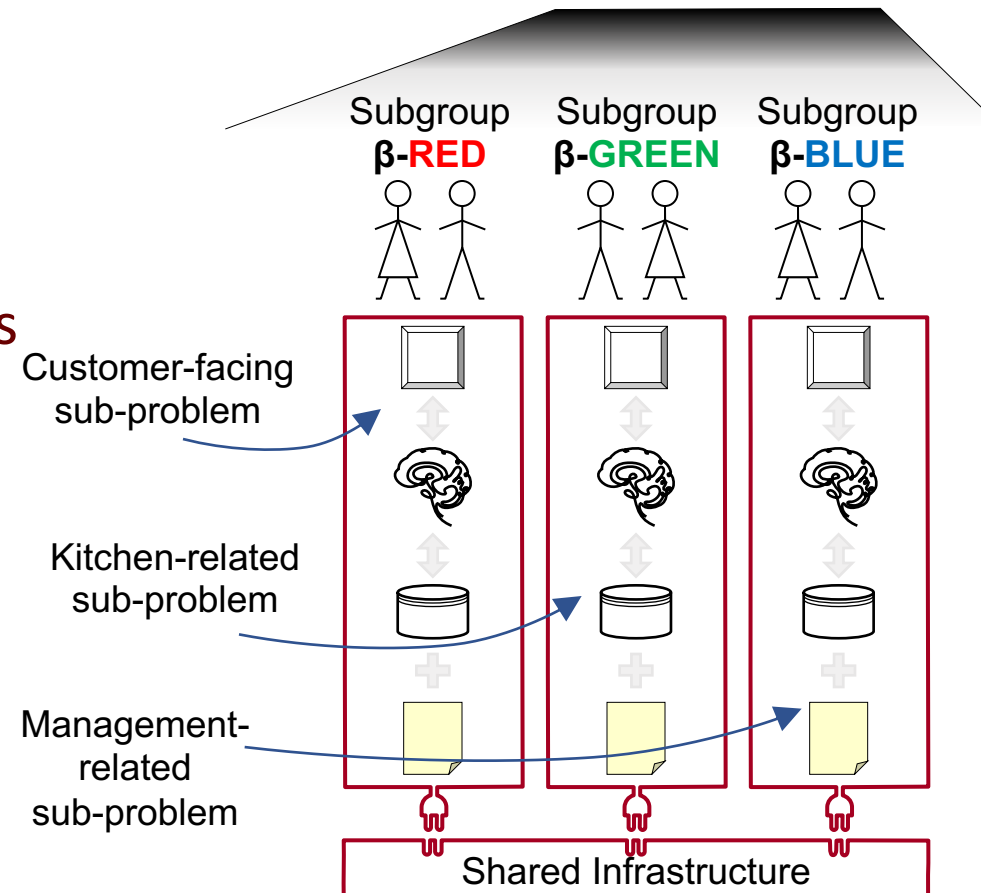 Subgroup
β-RED
Subgroup
β-GREEN
Subgroup
β-BLUE
s
Customer-facing
sub-problem
Kitchen-related
sub-problem
Management-
related
sub-problem
Shared Infrastructure